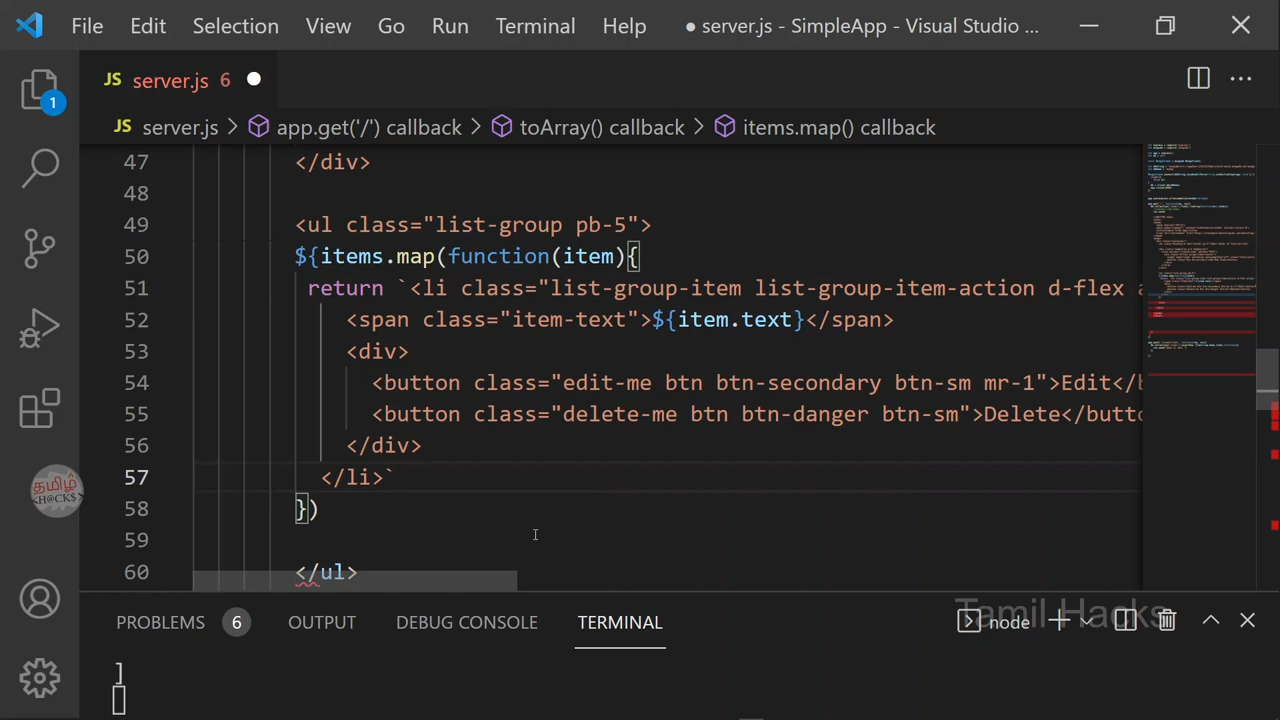 File Edit Selection View Go Run Terminal Help ● server.js - SimpleApp - Visual Studio ...
JS server.js 6
1
JS server.js > app.get('/') callback > toArray() callback > items.map() callback
47 </div>
48
49 <ul class="list-group pb-5">
50 ${items.map(function(item){
51 return `<li class="list-group-item list-group-item-action d-flex a
52 <span class="item-text">${item.text}</span>
53 <div>
54 <button class="edit-me btn btn-secondary btn-sm mr-1">Edit</b
55 <button class="delete-me btn btn-danger btn-sm">Delete</butto
56 </div>
57 </li>`
58 })
59
60 </ul>
தமிழ்
<H@CK$>
PROBLEMS 6 OUTPUT DEBUG CONSOLE TERMINAL node
Tamil Hacks
]